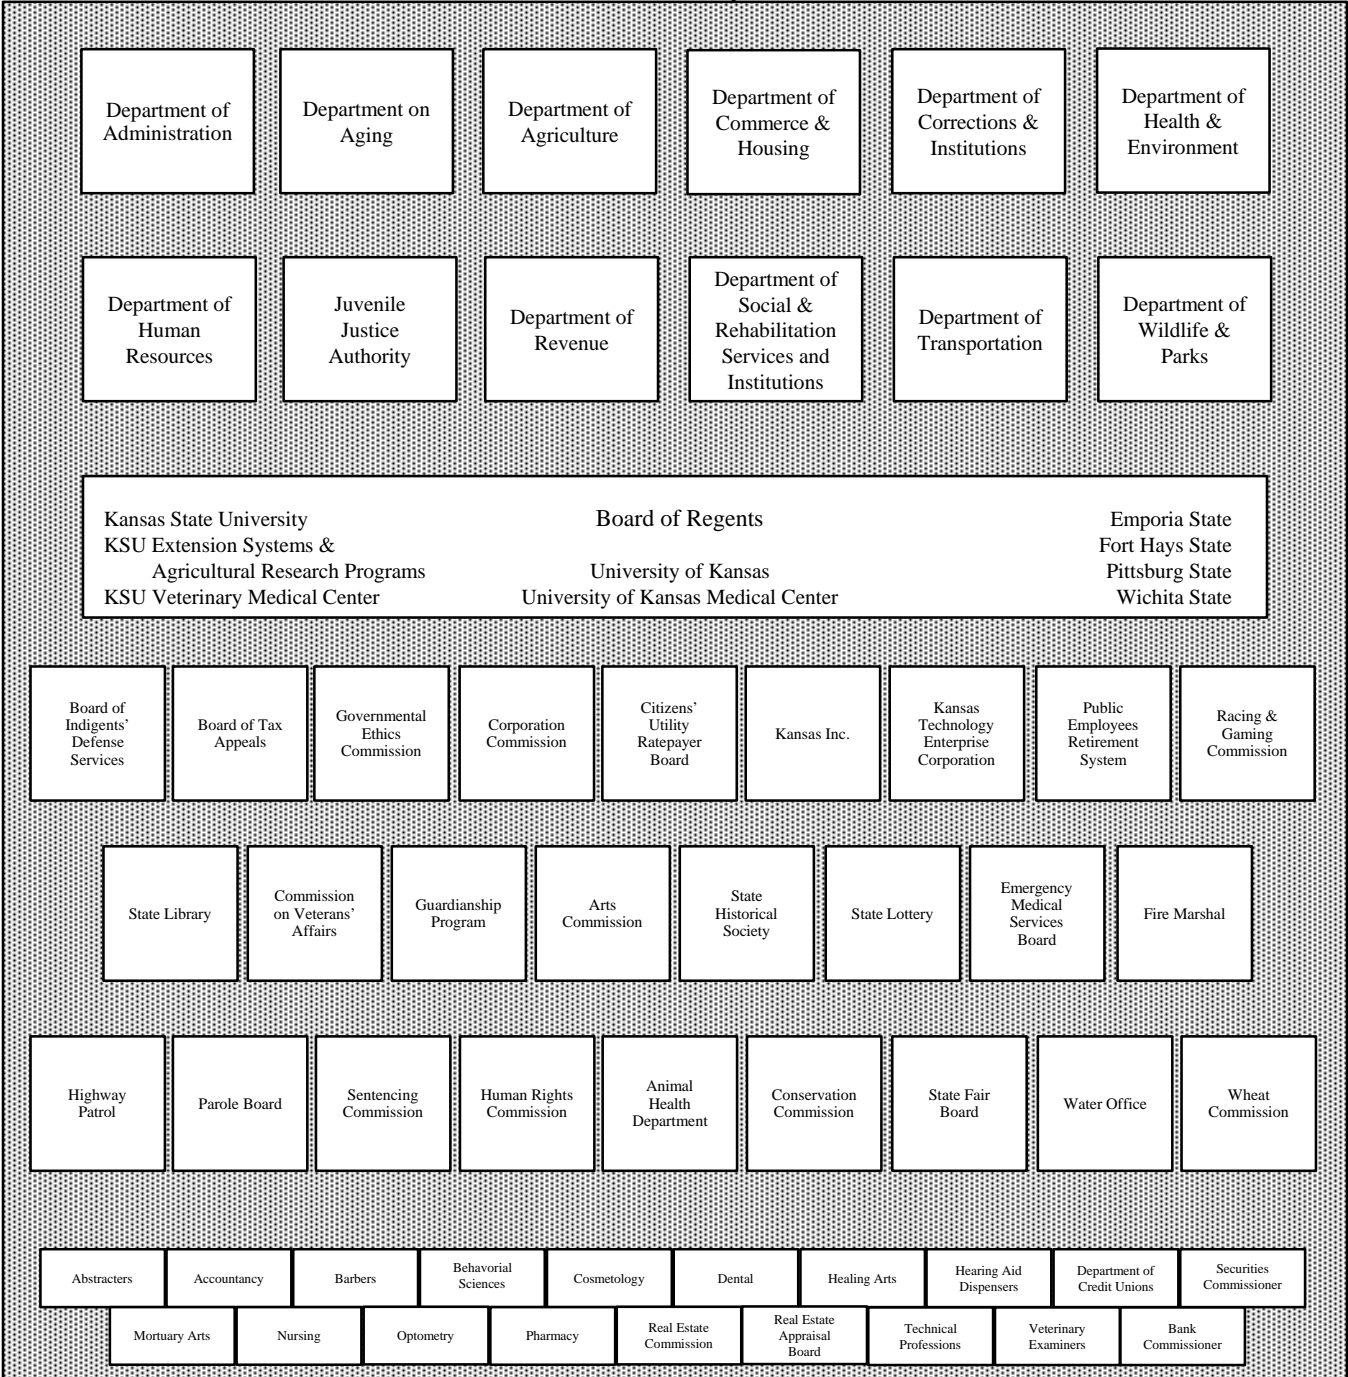 Department of
Administration
Department on
Aging
Department of
Agriculture
Department of
Commerce &
Housing
Department of
Corrections &
Institutions
Department of
Health &
Environment
Department of
Human
Resources
Juvenile
Justice
Authority
Department of
Revenue
Department of
Social &
Rehabilitation
Services and
Institutions
Department of
Transportation
Department of
Wildlife &
Parks
Kansas State University
KSU Extension Systems &
Agricultural Research Programs
KSU Veterinary Medical Center
Board of Regents
University of Kansas
University of Kansas Medical Center
Emporia State
Fort Hays State
Pittsburg State
Wichita State
Board of
Indigents’
Defense
Services
Board of Tax
Appeals
Governmental
Ethics
Commission
Corporation
Commission
Citizens’
Utility
Ratepayer
Board
Kansas Inc.
Kansas
Technology
Enterprise
Corporation
Public
Employees
Retirement
System
Racing &
Gaming
Commission
State Library
Commission
on Veterans’
Affairs
Guardianship
Program
Arts
Commission
State
Historical
Society
State Lottery
Emergency
Medical
Services
Board
Fire Marshal
Highway
Patrol
Parole Board
Sentencing
Commission
Human Rights
Commission
Animal
Health
Department
Conservation
Commission
State Fair
Board
Water Office
Wheat
Commission
Abstracters
Accountancy
Barbers
Behavorial
Sciences
Cosmetology
Dental
Healing Arts
Hearing Aid
Dispensers
Department of
Credit Unions
Securities
Commissioner
Mortuary Arts
Nursing
Optometry
Pharmacy
Real Estate
Commission
Real Estate
Appraisal
Board
Technical
Professions
Veterinary
Examiners
Bank
Commissioner